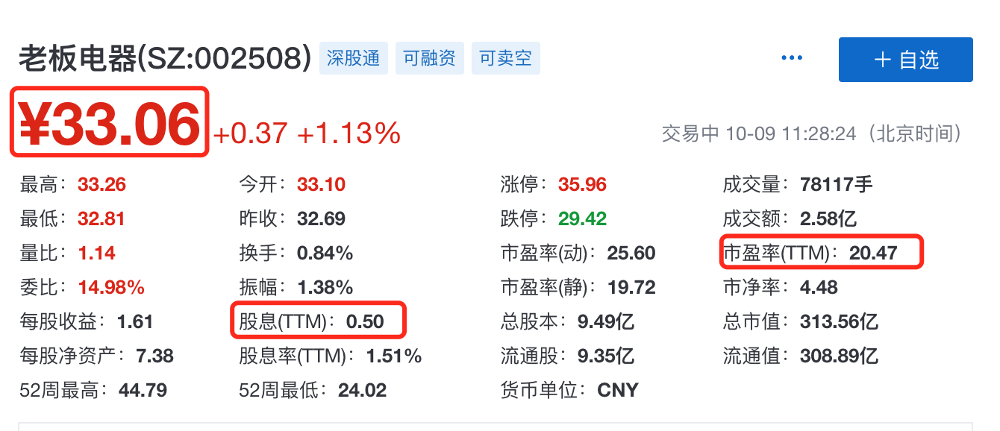 老板电器(SZ:002508) 深股通 可融资 可卖空 ··· + 自选
¥33.06 +0.37 +1.13% 交易中 10-09 11:28:24（北京时间）
最高：33.26 今开：33.10 涨停：35.96 成交量：78117手
最低：32.81 昨收：32.69 跌停：29.42 成交额：2.58亿
量比：1.14 换手：0.84% 市盈率(动)：25.60 市盈率(TTM)：20.47
委比：14.98% 振幅：1.38% 市盈率(静)：19.72 市净率：4.48
每股收益：1.61 股息(TTM)：0.50 总股本：9.49亿 总市值：313.56亿
每股净资产：7.38 股息率(TTM)：1.51% 流通股：9.35亿 流通值：308.89亿
52周最高：44.79 52周最低：24.02 货币单位：CNY